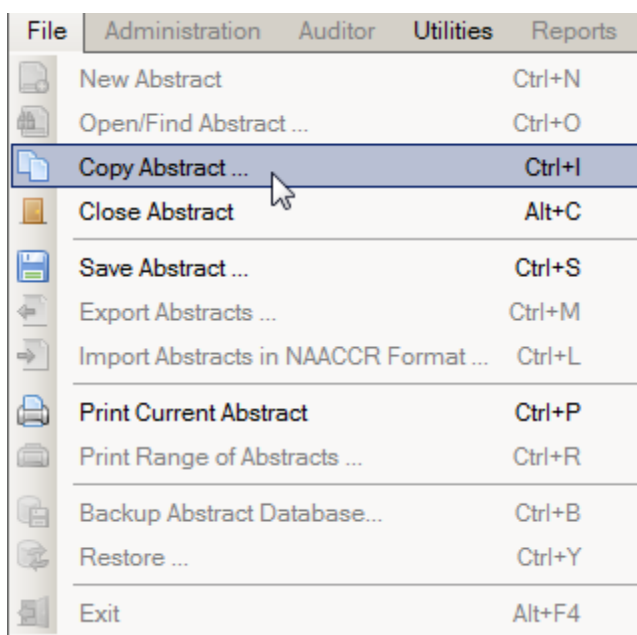 File Administration Auditor Utilities Reports
New Abstract Ctrl+N
Open/Find Abstract ... Ctrl+O
Copy Abstract ... Ctrl+I
Close Abstract Alt+C
Save Abstract ... Ctrl+S
Export Abstracts ... Ctrl+M
Import Abstracts in NAACCR Format ... Ctrl+L
Print Current Abstract Ctrl+P
Print Range of Abstracts ... Ctrl+R
Backup Abstract Database... Ctrl+B
Restore ... Ctrl+Y
Exit Alt+F4